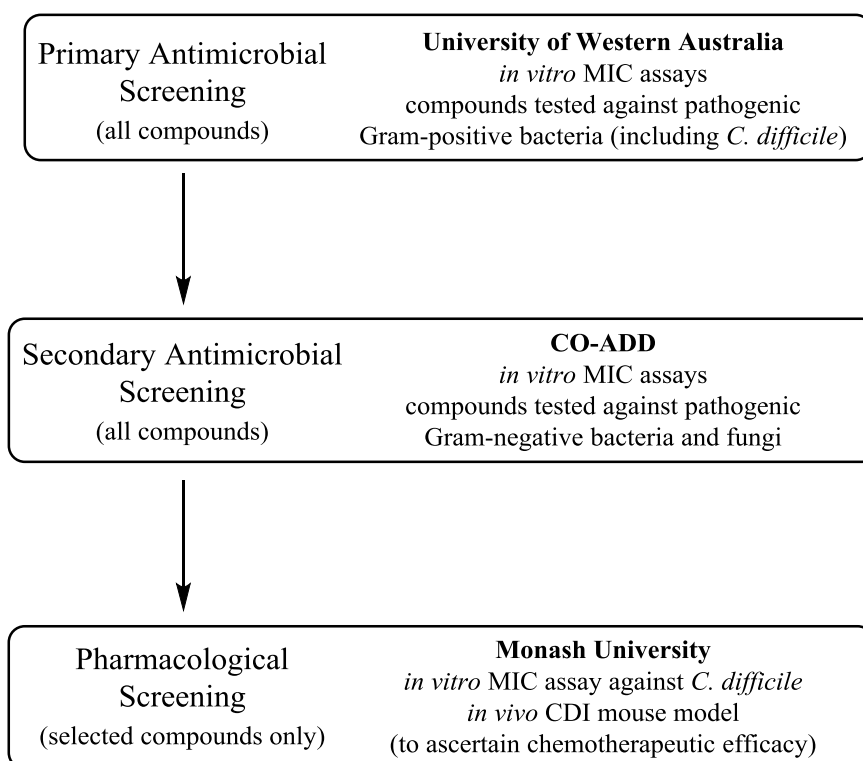 Primary Antimicrobial
Screening
(all compounds)
University of Western Australia
in vitro MIC assays
compounds tested against pathogenic
Gram-positive bacteria (including C. difficile)
Secondary Antimicrobial
Screening
(all compounds)
CO-ADD
in vitro MIC assays
compounds tested against pathogenic
Gram-negative bacteria and fungi
Pharmacological
Screening
(selected compounds only)
Monash University
in vitro MIC assay against C. difficile
in vivo CDI mouse model
(to ascertain chemotherapeutic efficacy)